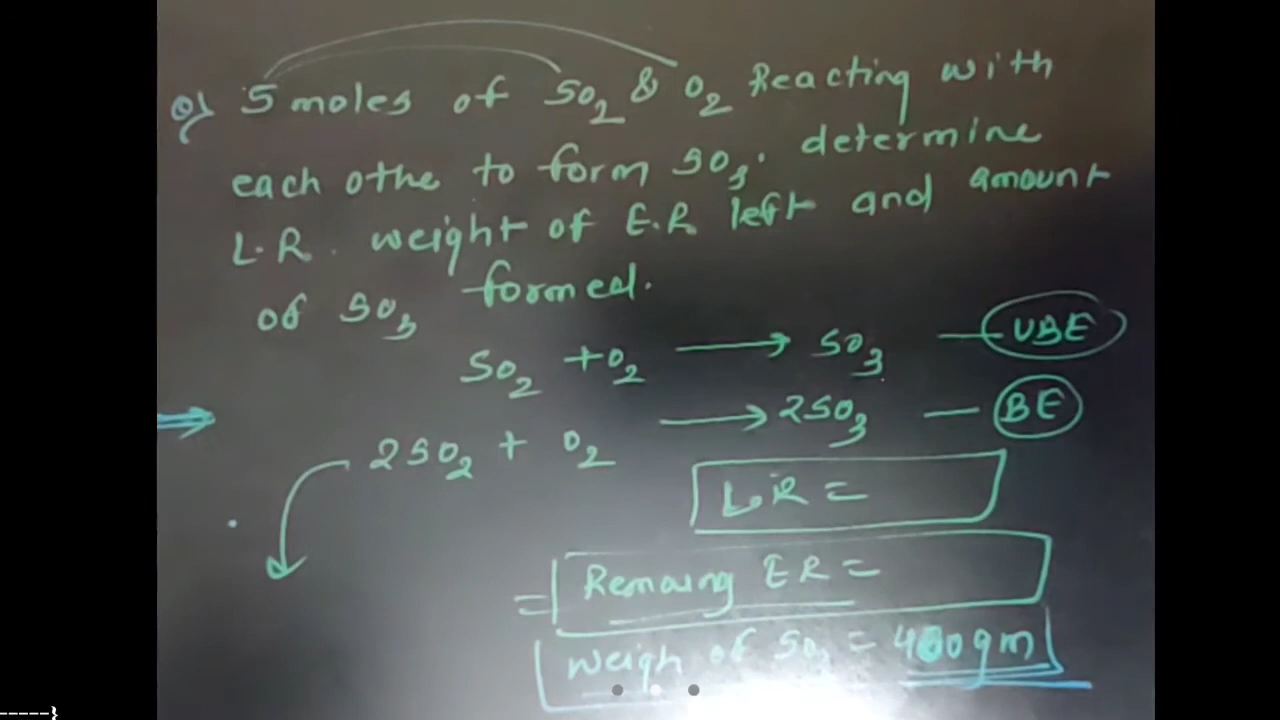 Q) 5 moles of SO2 & O2 Reacting with
each othe to form SO3. determine
L.R. weight of E.R left and amount
of SO3 formed.
SO2 + O2 → SO3 — UBE
2SO2 + O2 → 2SO3 — BE
LR =
= Remaing ER =
weigh of SO3 = 400gm
-----}